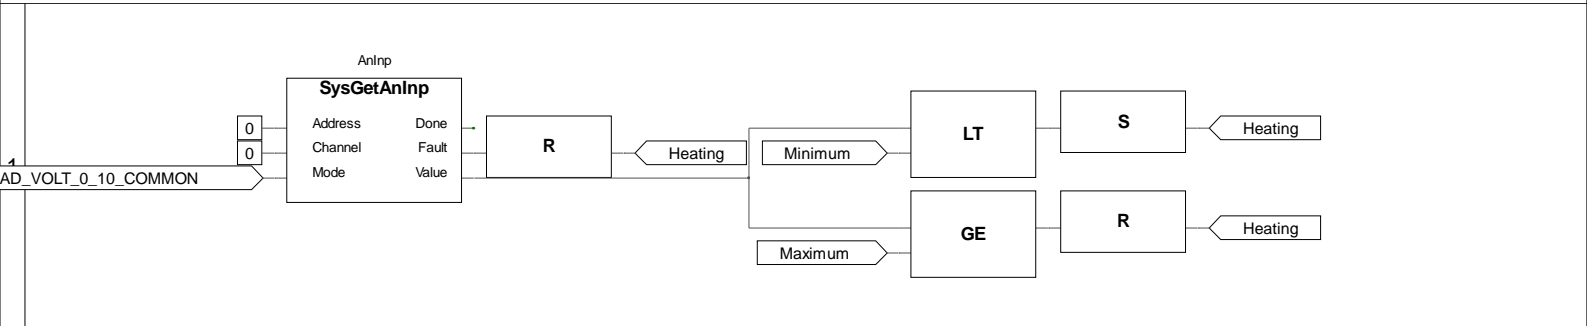 AnInp
SysGetAnInp
0 Address Done
0 Channel Fault
AD_VOLT_0_10_COMMON Mode Value
R Heating
Minimum LT S Heating
Maximum GE R Heating
1